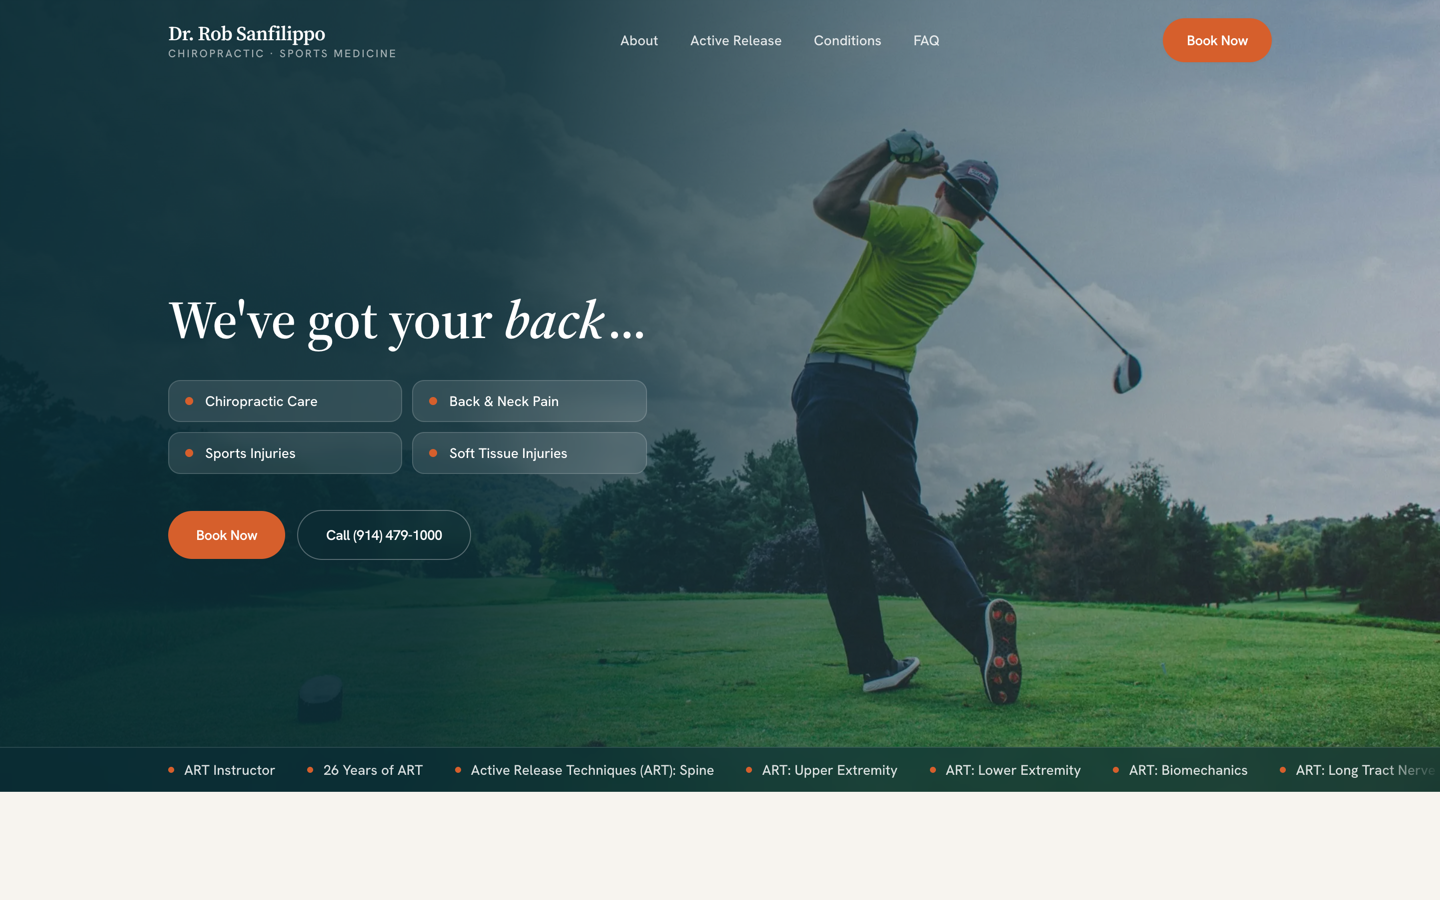 Dr. Rob Sanfilippo
CHIROPRACTIC · SPORTS MEDICINE
About
Active Release
Conditions
FAQ
Book Now
We've got your back...
Chiropractic Care
Back & Neck Pain
Sports Injuries
Soft Tissue Injuries
Book Now
Call (914) 479-1000
ART Instructor
26 Years of ART
Active Release Techniques (ART): Spine
ART: Upper Extremity
ART: Lower Extremity
ART: Biomechanics
ART: Long Tract Nerve